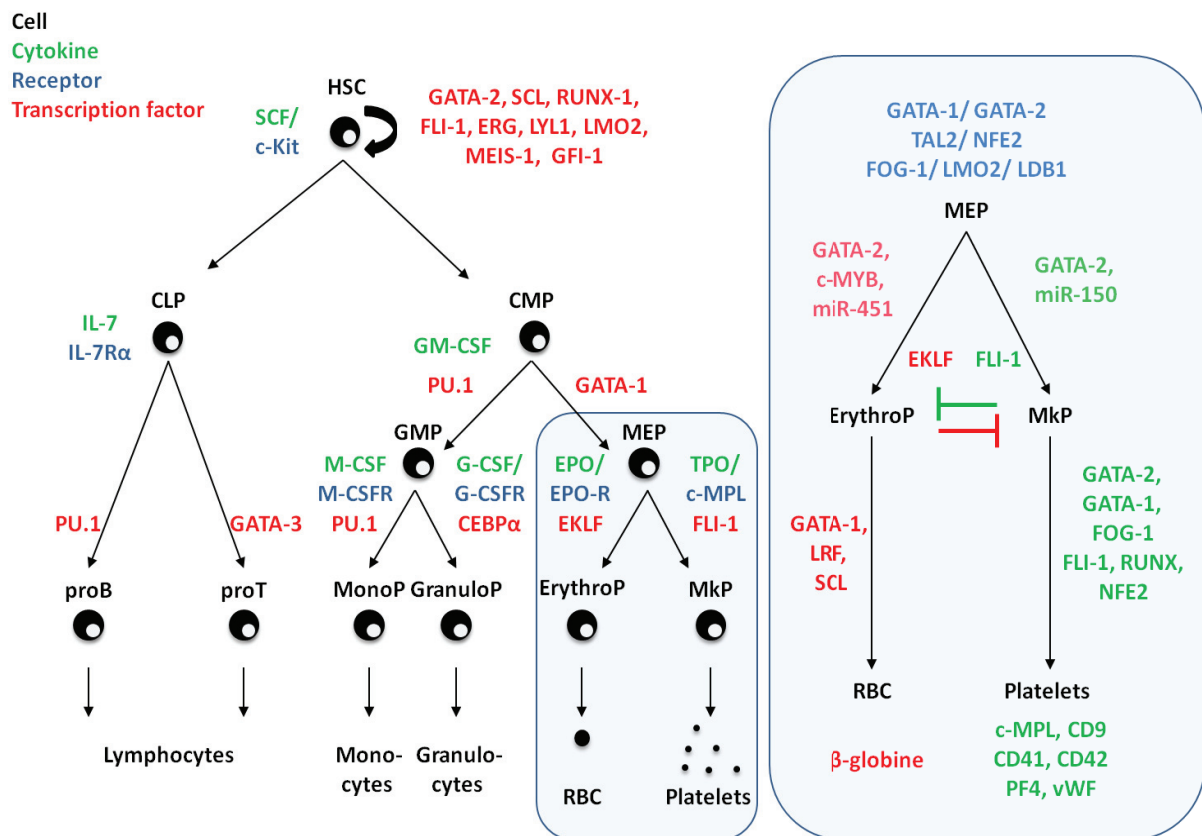 Cell
Cytokine
Receptor
Transcription factor
HSC
SCF/
c-Kit
GATA-2, SCL, RUNX-1,
FLI-1, ERG, LYL1, LMO2,
MEIS-1, GFI-1
CLP
IL-7
IL-7Rα
CMP
GM-CSF
PU.1
GATA-1
GMP
MEP
M-CSF
M-CSFR
PU.1
G-CSF/
G-CSFR
CEBPα
EPO/
EPO-R
EKLF
TPO/
c-MPL
FLI-1
PU.1
GATA-3
proB
proT
MonoP
GranuloP
ErythroP
MkP
Lymphocytes
Mono-
cytes
Granulo-
cytes
RBC
Platelets
GATA-1/ GATA-2
TAL2/ NFE2
FOG-1/ LMO2/ LDB1
MEP
GATA-2,
c-MYB,
miR-451
GATA-2,
miR-150
EKLF
FLI-1
ErythroP
MkP
GATA-1,
LRF,
SCL
GATA-2,
GATA-1,
FOG-1
FLI-1, RUNX,
NFE2
RBC
Platelets
β-globine
c-MPL, CD9
CD41, CD42
PF4, vWF